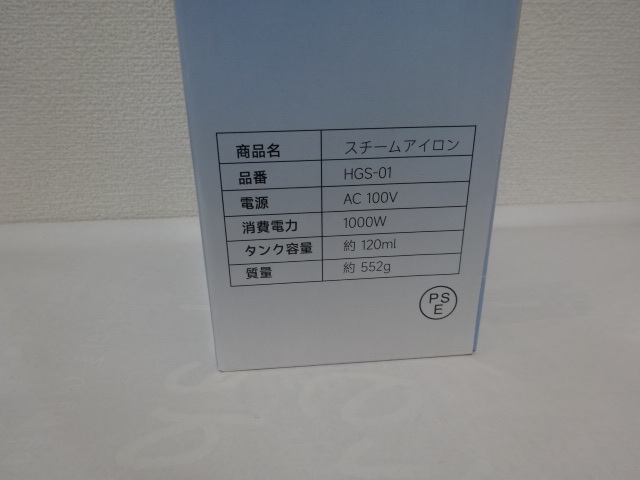 商品名 スチームアイロン
品番 HGS-01
電源 AC 100V
消費電力 1000W
タンク容量 約 120ml
質量 約 552g
PS
E